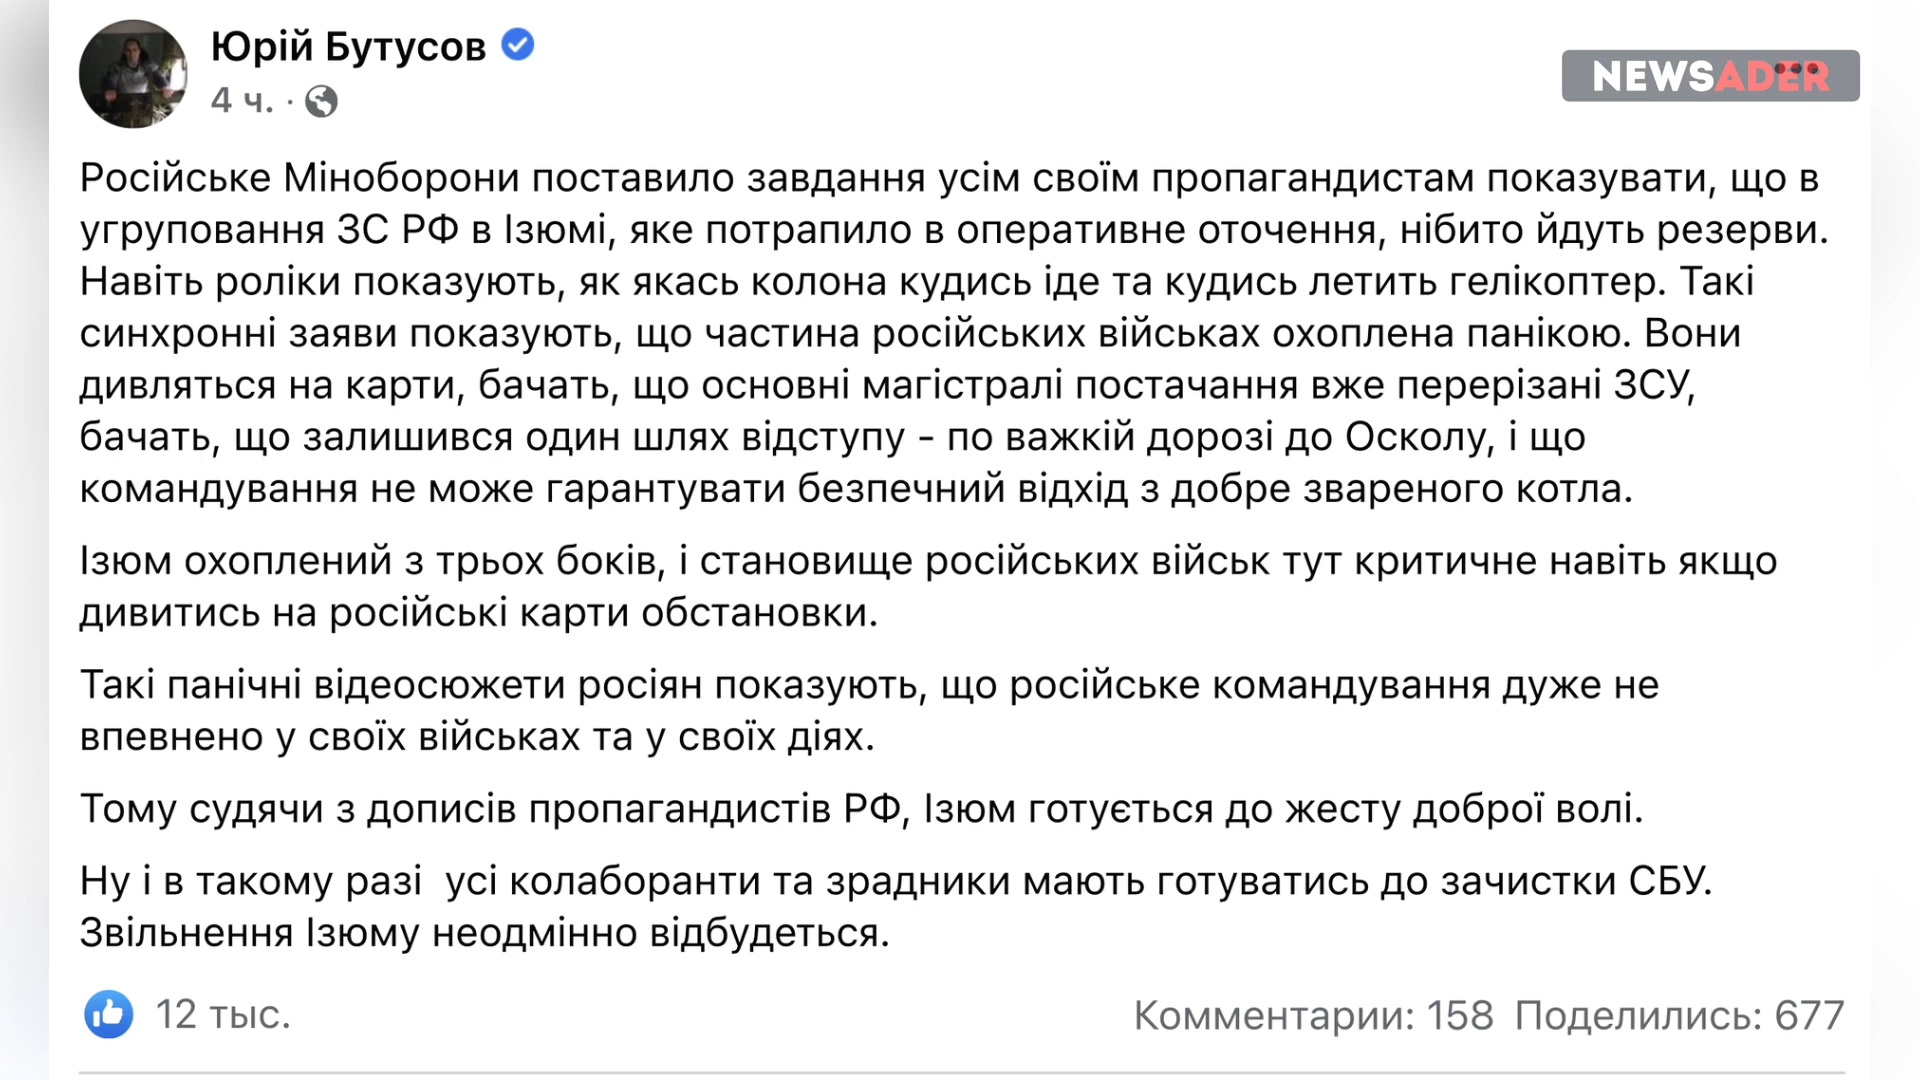 Юрій Бутусов
4 ч. ·
NEWSADER
Російське Міноборони поставило завдання усім своїм пропагандистам показувати, що в
угруповання ЗС РФ в Ізюмі, яке потрапило в оперативне оточення, нібито йдуть резерви.
Навіть роліки показують, як якась колона кудись іде та кудись летить гелікоптер. Такі
синхронні заяви показують, що частина російських військах охоплена панікою. Вони
дивляться на карти, бачать, що основні магістралі постачання вже перерізані ЗСУ,
бачать, що залишився один шлях відступу - по важкій дорозі до Осколу, і що
командування не може гарантувати безпечний відхід з добре звареного котла.
Ізюм охоплений з трьох боків, і становище російських військ тут критичне навіть якщо
дивитись на російські карти обстановки.
Такі панічні відеосюжети росіян показують, що російське командування дуже не
впевнено у своїх військах та у своїх діях.
Тому судячи з дописів пропагандистів РФ, Ізюм готується до жесту доброї волі.
Ну і в такому разі  усі колаборанти та зрадники мають готуватись до зачистки СБУ.
Звільнення Ізюму неодмінно відбудеться.
12 тыс.
Комментарии: 158 Поделились: 677